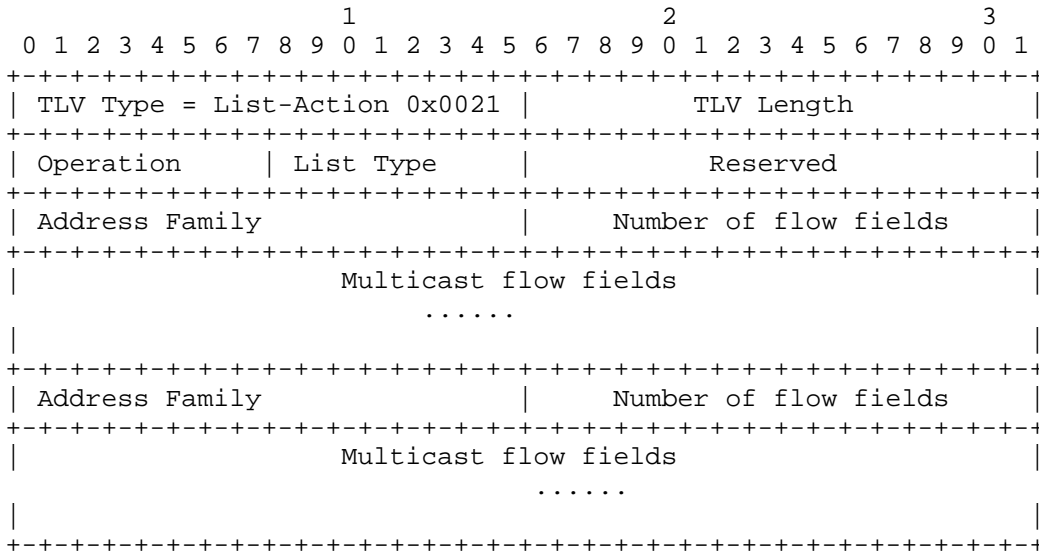 1                   2                   3
 0 1 2 3 4 5 6 7 8 9 0 1 2 3 4 5 6 7 8 9 0 1 2 3 4 5 6 7 8 9 0 1
+-+-+-+-+-+-+-+-+-+-+-+-+-+-+-+-+-+-+-+-+-+-+-+-+-+-+-+-+-+-+-+-+
| TLV Type = List-Action 0x0021 |          TLV Length           |
+-+-+-+-+-+-+-+-+-+-+-+-+-+-+-+-+-+-+-+-+-+-+-+-+-+-+-+-+-+-+-+-+
| Operation     | List Type     |           Reserved            |
+-+-+-+-+-+-+-+-+-+-+-+-+-+-+-+-+-+-+-+-+-+-+-+-+-+-+-+-+-+-+-+-+
| Address Family                |     Number of flow fields     |
+-+-+-+-+-+-+-+-+-+-+-+-+-+-+-+-+-+-+-+-+-+-+-+-+-+-+-+-+-+-+-+-+
|                    Multicast flow fields                      |
                          ......
|                                                               |
+-+-+-+-+-+-+-+-+-+-+-+-+-+-+-+-+-+-+-+-+-+-+-+-+-+-+-+-+-+-+-+-+
| Address Family                |     Number of flow fields     |
+-+-+-+-+-+-+-+-+-+-+-+-+-+-+-+-+-+-+-+-+-+-+-+-+-+-+-+-+-+-+-+-+
|                    Multicast flow fields                      |
                                 ......
|                                                               |
+-+-+-+-+-+-+-+-+-+-+-+-+-+-+-+-+-+-+-+-+-+-+-+-+-+-+-+-+-+-+-+-+